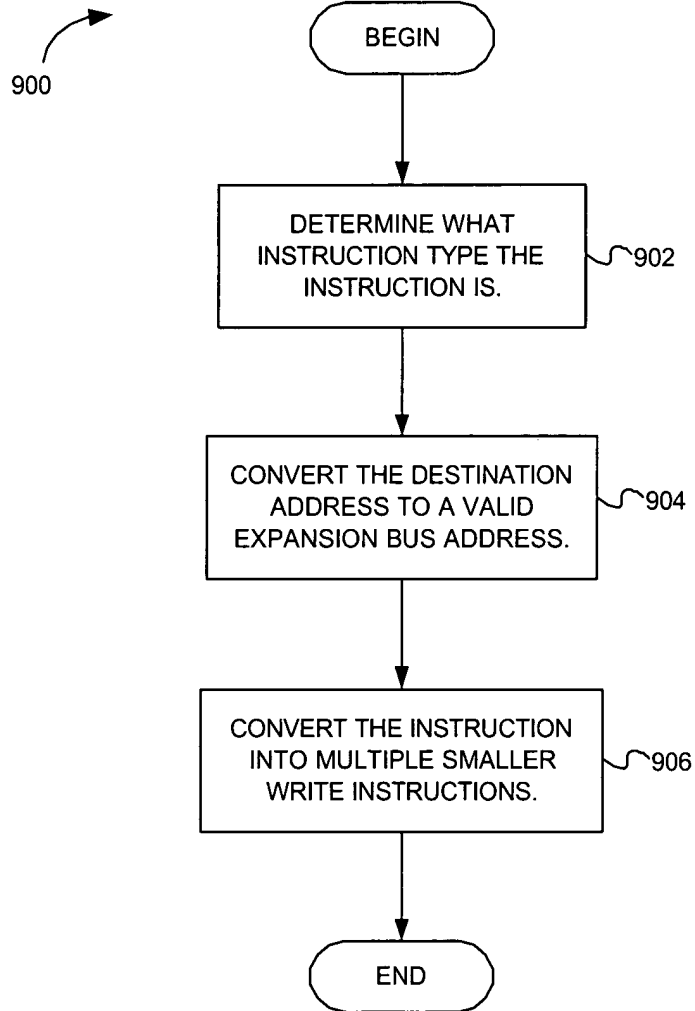 900
BEGIN
DETERMINE WHAT
INSTRUCTION TYPE THE
INSTRUCTION IS.
902
CONVERT THE DESTINATION
ADDRESS TO A VALID
EXPANSION BUS ADDRESS.
904
CONVERT THE INSTRUCTION
INTO MULTIPLE SMALLER
WRITE INSTRUCTIONS.
906
END